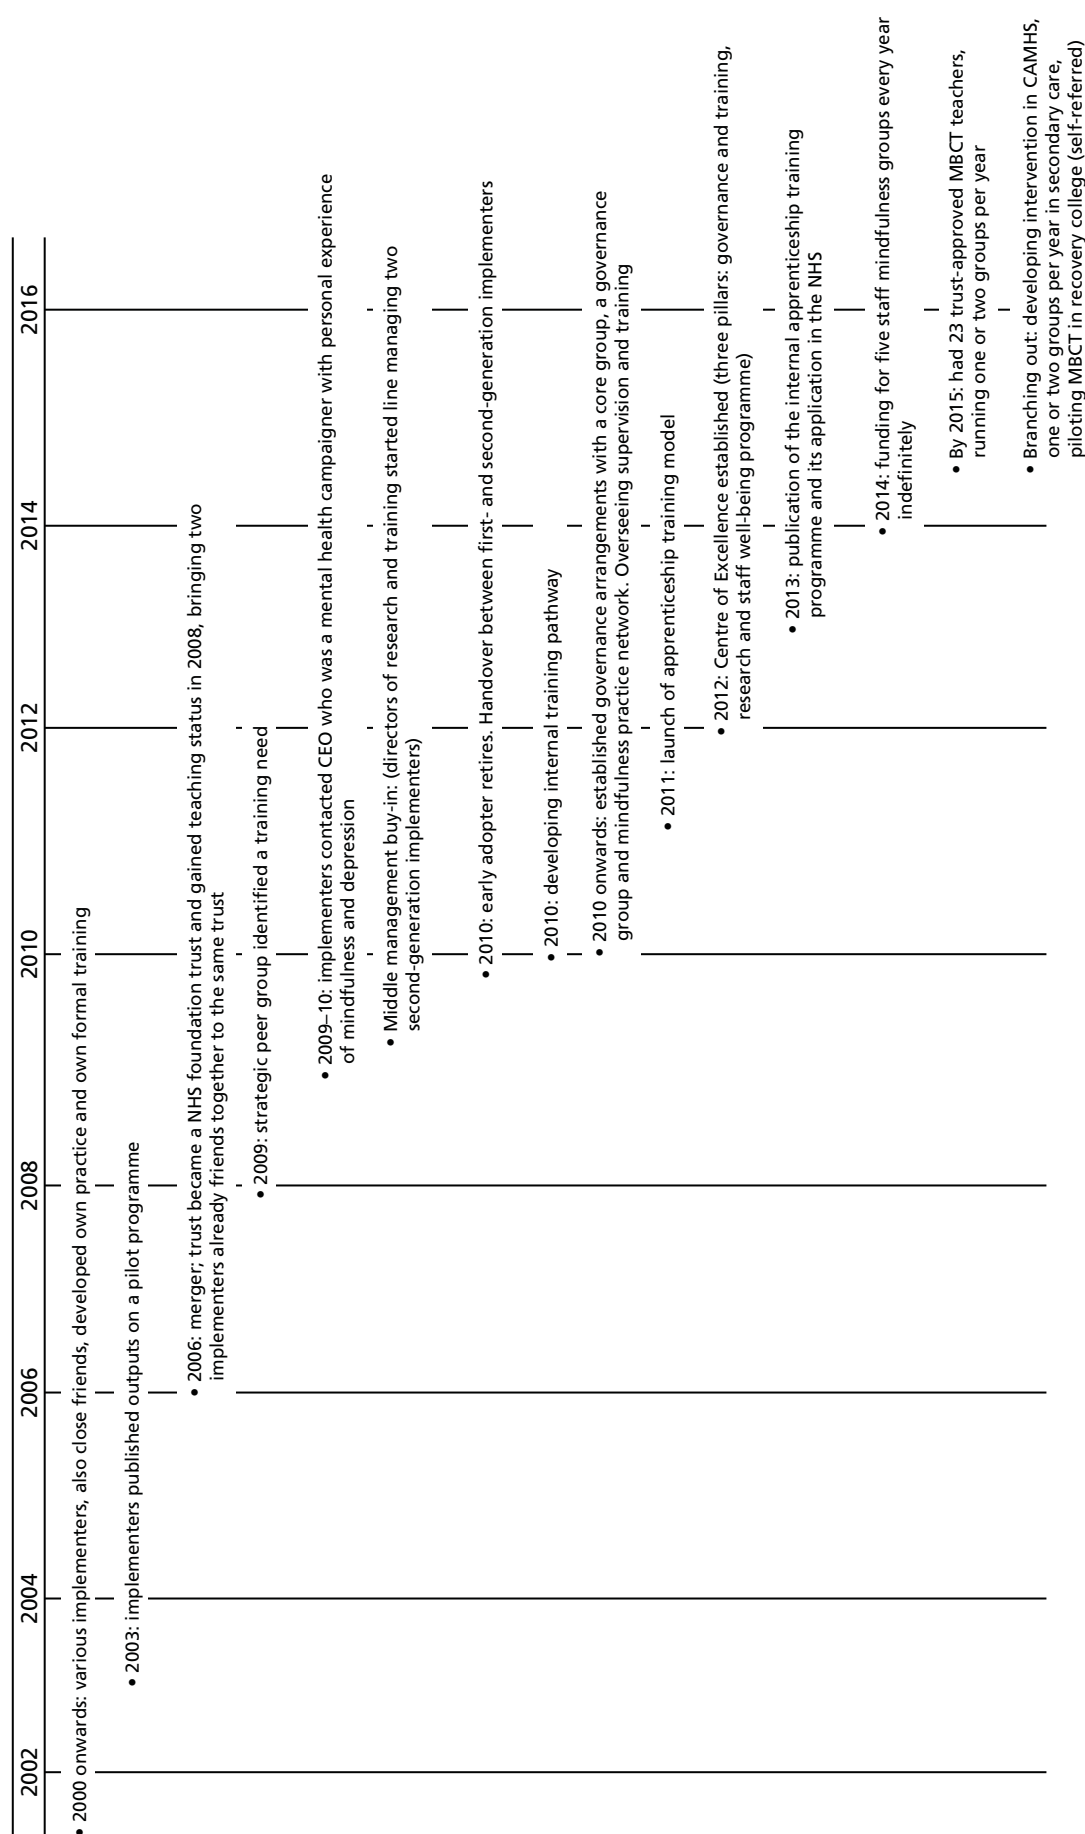 2002
2004
2006
2008
2010
2012
2014
2016
• 2000 onwards: various implementers, also close friends, developed own practice and own formal training
• 2003: implementers published outputs on a pilot programme
• 2006: merger; trust became a NHS foundation trust and gained teaching status in 2008, bringing two
implementers already friends together to the same trust
• 2009: strategic peer group identified a training need
• 2009–10: implementers contacted CEO who was a mental health campaigner with personal experience
of mindfulness and depression
• Middle management buy-in: (directors of research and training started line managing two
second-generation implementers)
• 2010: early adopter retires. Handover between first- and second-generation implementers
• 2010: developing internal training pathway
• 2010 onwards: established governance arrangements with a core group, a governance
group and mindfulness practice network. Overseeing supervision and training
• 2011: launch of apprenticeship training model
• 2012: Centre of Excellence established (three pillars: governance and training,
research and staff well-being programme)
• 2013: publication of the internal apprenticeship training
programme and its application in the NHS
• 2014: funding for five staff mindfulness groups every year
indefinitely
• By 2015: had 23 trust-approved MBCT teachers,
running one or two groups per year
• Branching out: developing intervention in CAMHS,
one or two groups per year in secondary care,
piloting MBCT in recovery college (self-referred)